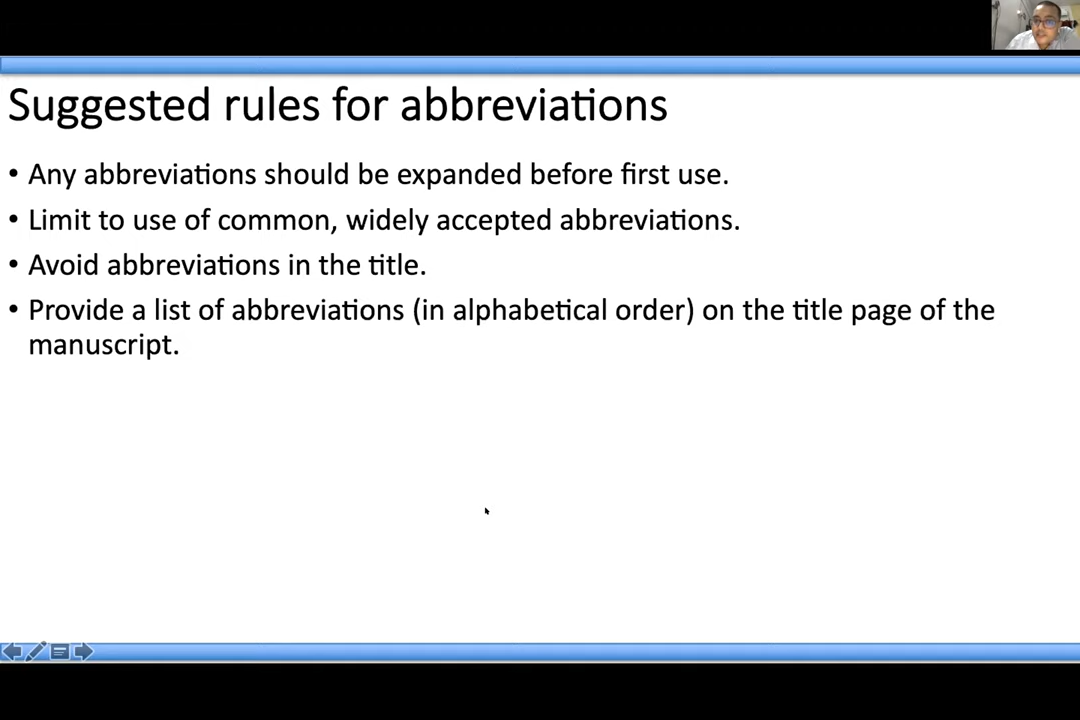 Suggested rules for abbreviations
• Any abbreviations should be expanded before first use.
• Limit to use of common, widely accepted abbreviations.
• Avoid abbreviations in the title.
• Provide a list of abbreviations (in alphabetical order) on the title page of the
manuscript.